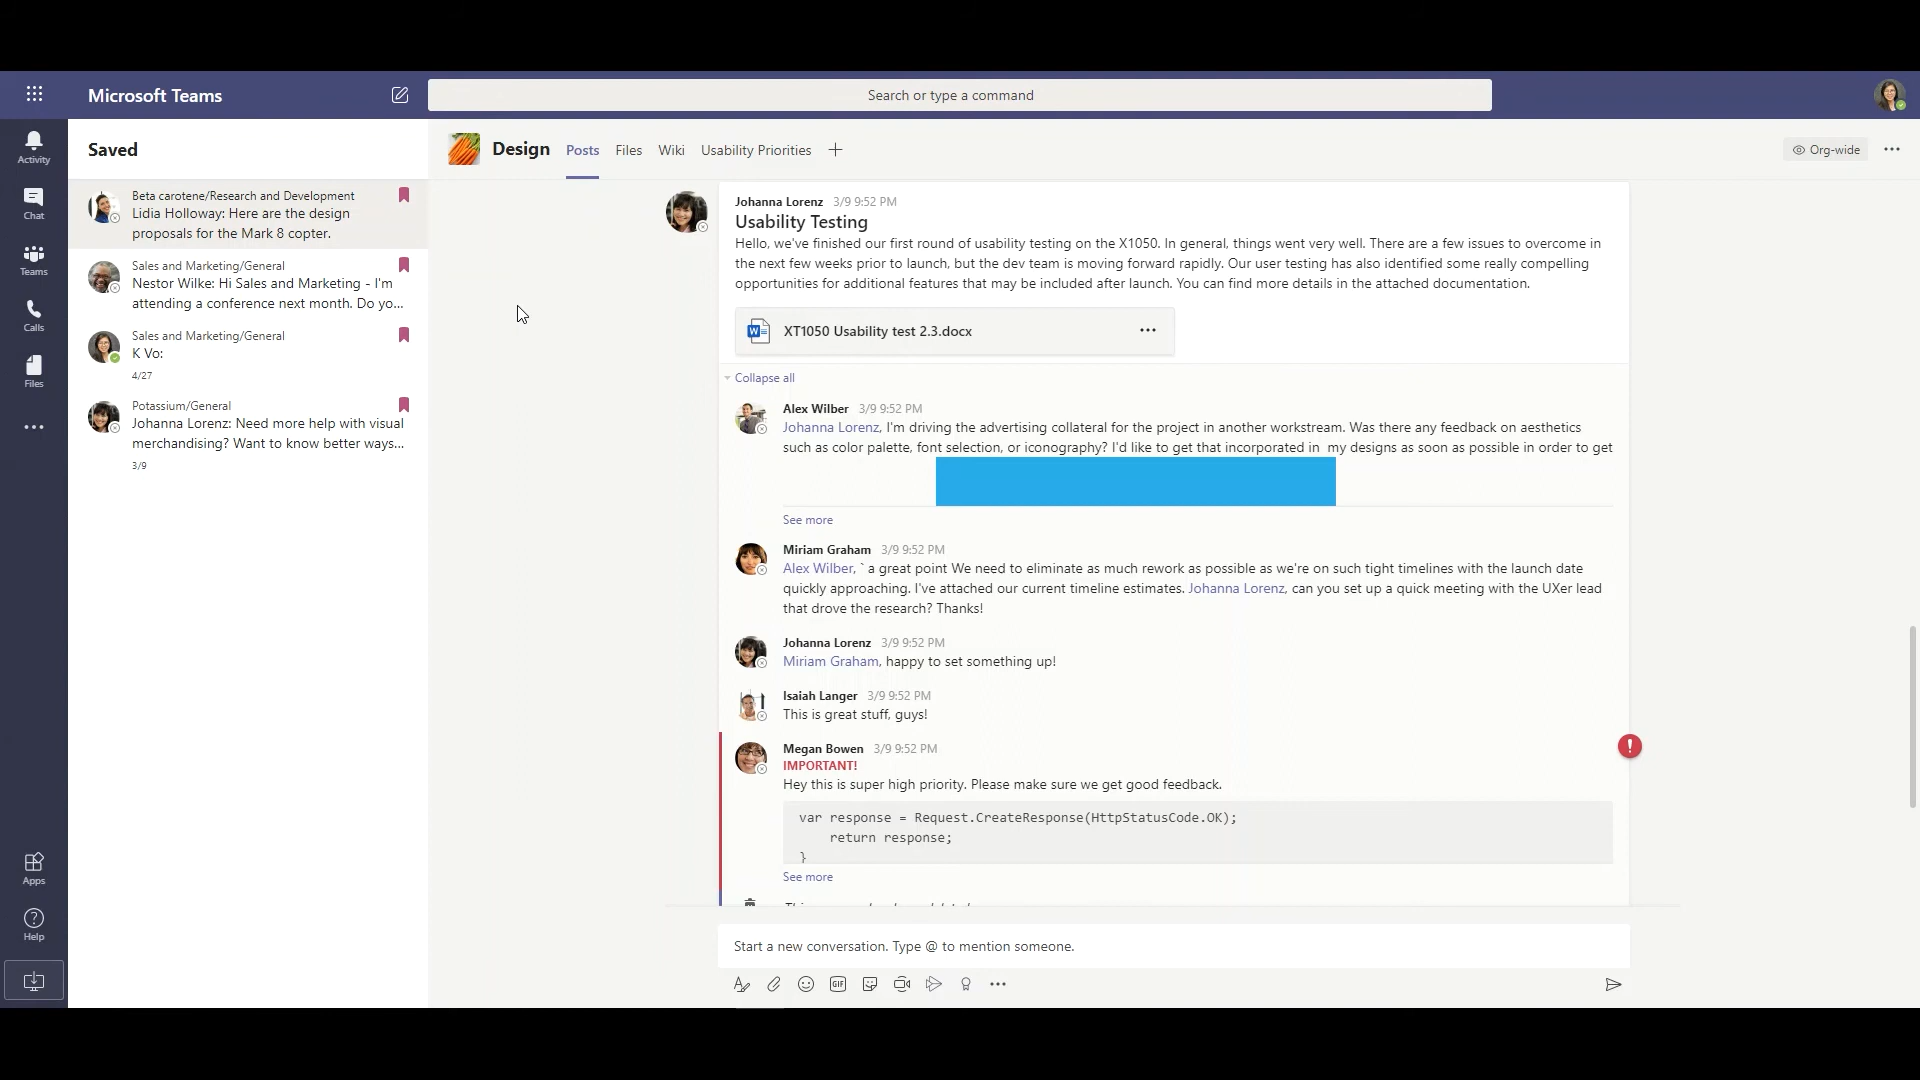 Microsoft Teams
Search or type a command
Activity
Chat
Teams
Calls
Files
Apps
Help
Saved
Beta carotene/Research and Development
Lidia Holloway: Here are the design
proposals for the Mark 8 copter.
Sales and Marketing/General
Nestor Wilke: Hi Sales and Marketing - I'm
attending a conference next month. Do yo...
Sales and Marketing/General
K Vo:
4/27
Potassium/General
Johanna Lorenz: Need more help with visual
merchandising? Want to know better ways...
3/9
Design Posts Files Wiki Usability Priorities
Org-wide
Johanna Lorenz 3/9 9:52 PM
Usability Testing
Hello, we've finished our first round of usability testing on the X1050. In general, things went very well. There are a few issues to overcome in
the next few weeks prior to launch, but the dev team is moving forward rapidly. Our user testing has also identified some really compelling
opportunities for additional features that may be included after launch. You can find more details in the attached documentation.
XT1050 Usability test 2.3.docx
Collapse all
Alex Wilber 3/9 9:52 PM
Johanna Lorenz, I'm driving the advertising collateral for the project in another workstream. Was there any feedback on aesthetics
such as color palette, font selection, or iconography? I'd like to get that incorporated in my designs as soon as possible in order to get
See more
Miriam Graham 3/9 9:52 PM
Alex Wilber, ` a great point We need to eliminate as much rework as possible as we're on such tight timelines with the launch date
quickly approaching. I've attached our current timeline estimates. Johanna Lorenz, can you set up a quick meeting with the UXer lead
that drove the research? Thanks!
Johanna Lorenz 3/9 9:52 PM
Miriam Graham, happy to set something up!
Isaiah Langer 3/9 9:52 PM
This is great stuff, guys!
Megan Bowen 3/9 9:52 PM
IMPORTANT!
Hey this is super high priority. Please make sure we get good feedback.
var response = Request.CreateResponse(HttpStatusCode.OK);
return response;
}
See more
Start a new conversation. Type @ to mention someone.
GIF